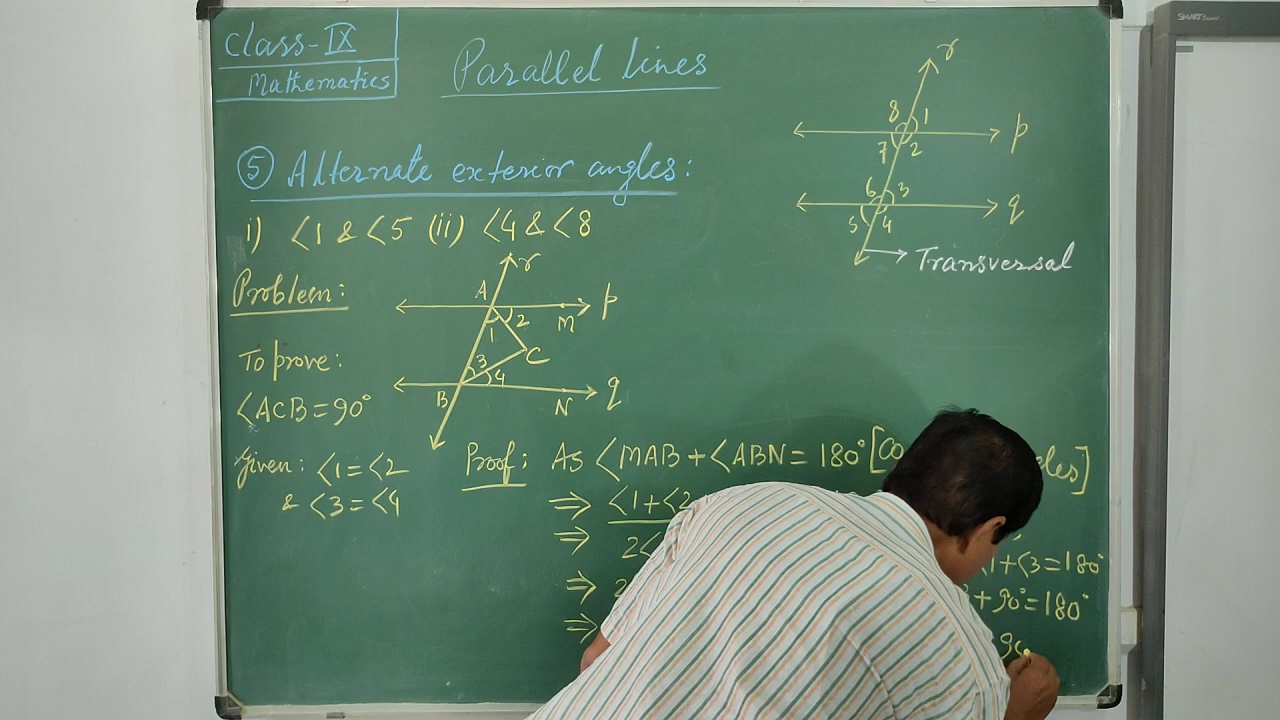 Class-IX
Mathematics
Parallel lines
⑤ Alternate exterior angles:
i) <1 & <5 (ii) <4 & <8
Problem:
To prove:
<ACB = 90°
Given: <1 = <2
& <3 = <4
r
A
p
2
M
1
C
3
4
B
N
q
r
8 1
p
7 2
6 3
q
5 4
Transversal
Proof: As <MAB + <ABN = 180° [Co
]
⇒ <1 + <2
⇒ 2<
⇒ 2
⇒
<1 + <3 = 180°
+ 90° = 180°
SMART